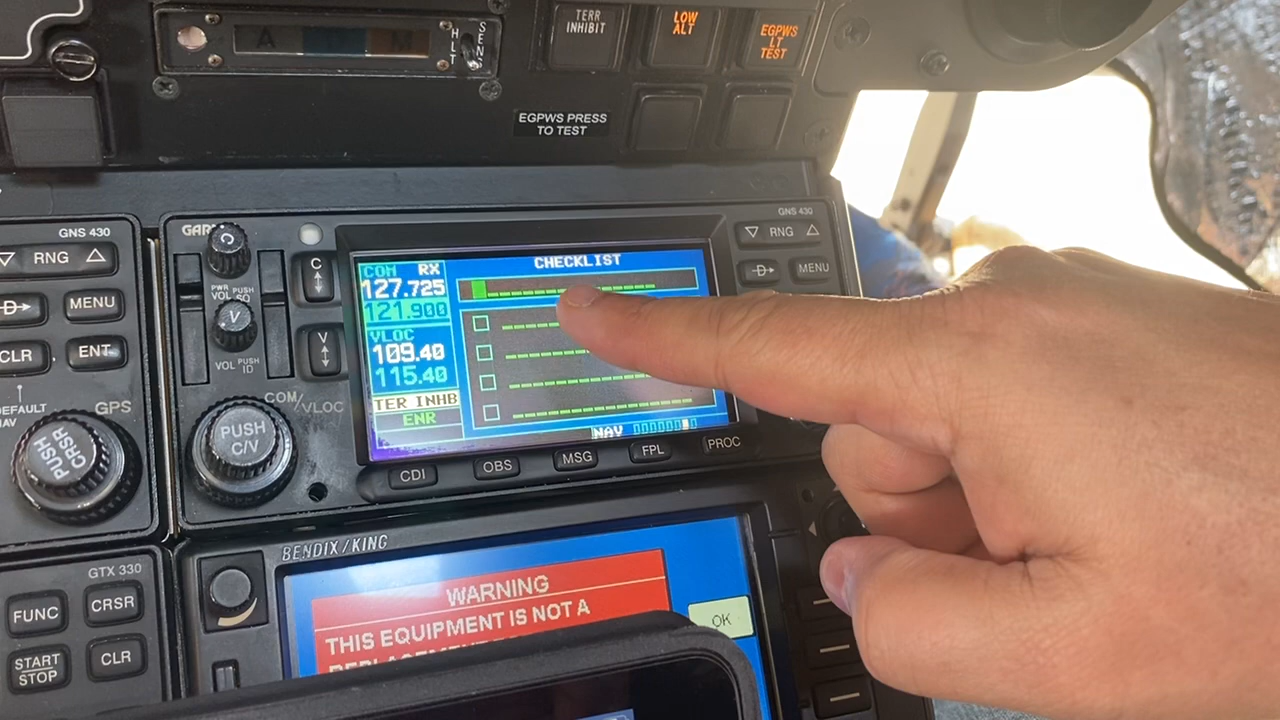 A M
HLT
SENS
TERR
INHIBIT
LOW
ALT
EGPWS
LT
TEST
EGPWS PRESS
TO TEST
GNS 430
RNG
D
MENU
CLR
ENT
DEFAULT
NAV
GPS
PUSH
CRSR
GNS 430
C
PWR
VOL
PUSH
SQ
V
VOL PUSH
ID
V
COM/VLOC
PUSH
C/V
COM RX
127.725
121.900
VLOC
109.40
115.40
TER INHB
ENR
CHECKLIST
NAV
RNG
D
MENU
CDI
OBS
MSG
FPL
PROC
GTX 330
FUNC
CRSR
START/
STOP
CLR
BENDIX/KING
WARNING
THIS EQUIPMENT IS NOT A
OK